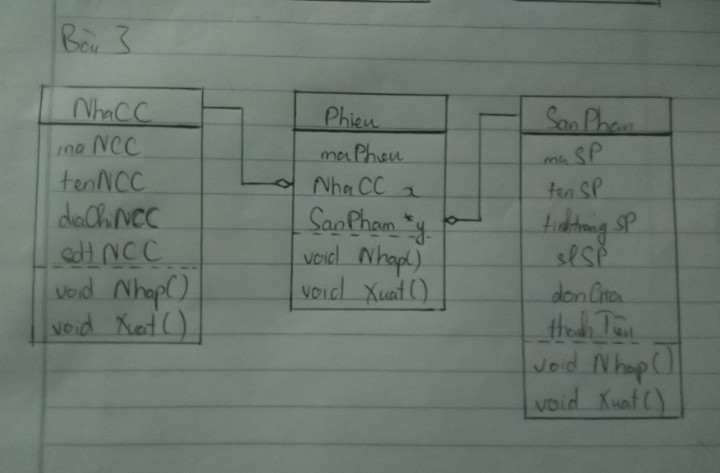 Bài 3
NhaCC
maNCC
tenNCC
diaChiNCC
sdtNCC
void Nhap()
void Xuat()
Phieu
maPhieu
NhaCC x
SanPham *y
void Nhap()
void Xuat()
SanPham
maSP
tenSP
tinhtrangSP
slSP
donGia
thanhTien
void Nhap()
void Xuat()